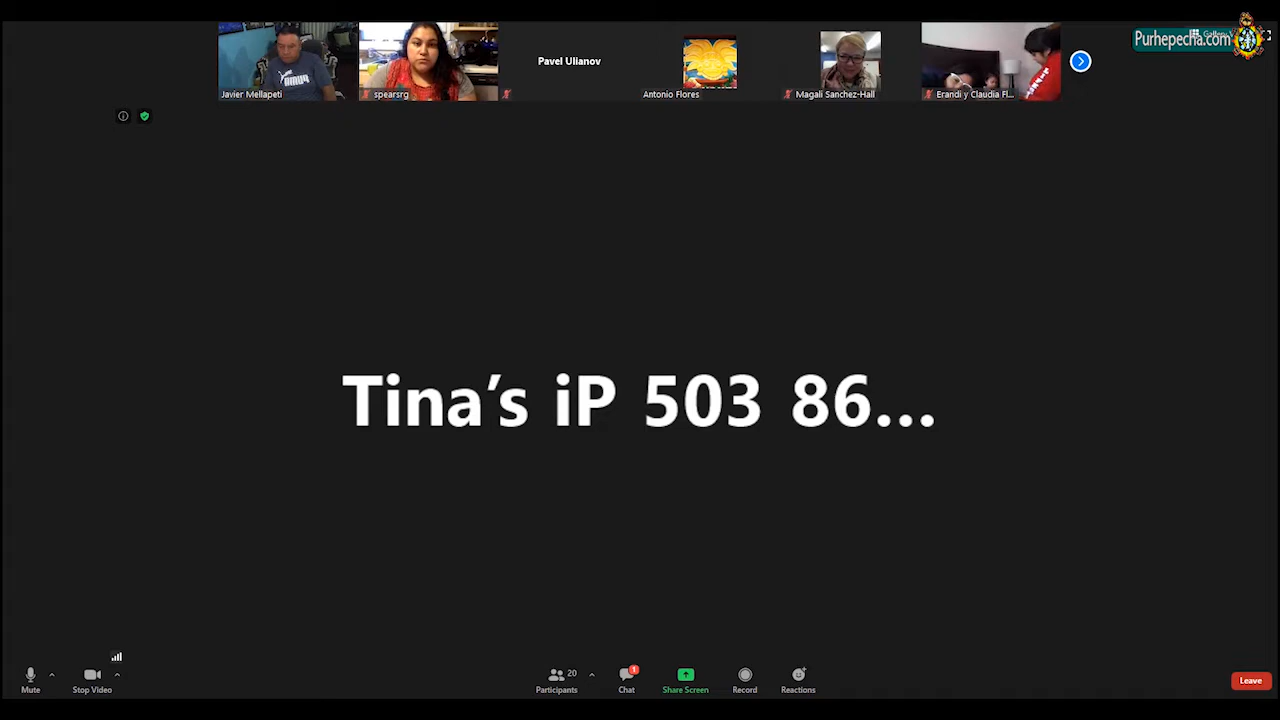 Purhepecha.com
Pavel Ulianov
Javier Mellapeti
spearsrg
Antonio Flores
Magali Sanchez-Hall
Erandi y Claudia Fl...
Tina's iP 503 86...
Mute
Stop Video
20
Participants
1
Chat
Share Screen
Record
Reactions
Leave